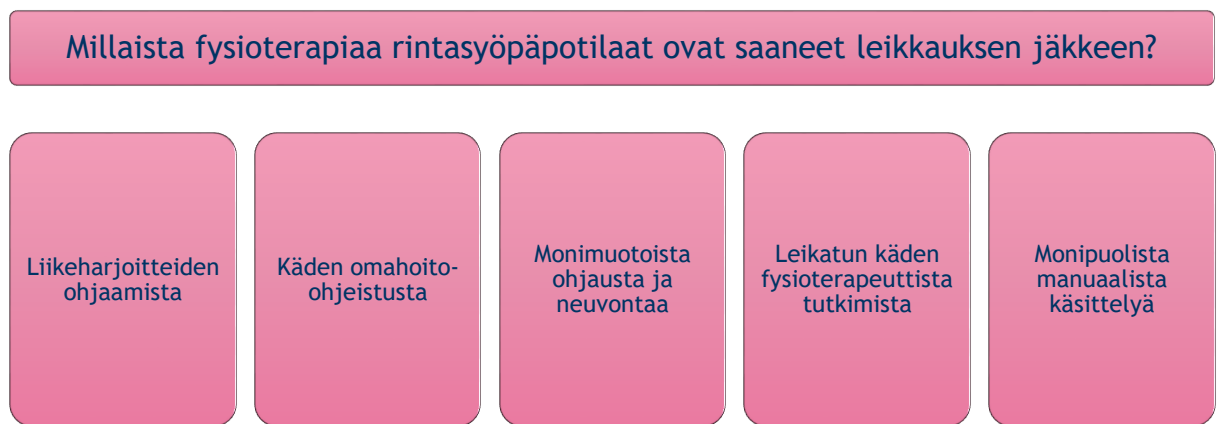 Millaista fysioterapiaa rintasyöpäpotilaat ovat saaneet leikkauksen jäkkeen?
Liikeharjoitteiden
ohjaamista
Käden omahoito-
ohjeistusta
Monimuotoista
ohjausta ja
neuvontaa
Leikatun käden
fysioterapeuttista
tutkimista
Monipuolista
manuaalista
käsittelyä